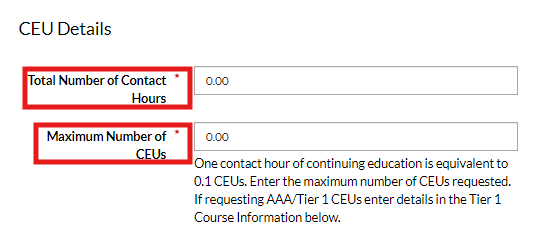 CEU Details
Total Number of Contact * 0.00
Hours
Maximum Number of * 0.00
CEUs
One contact hour of continuing education is equivalent to
0.1 CEUs. Enter the maximum number of CEUs requested.
If requesting AAA/Tier 1 CEUs enter details in the Tier 1
Course Information below.